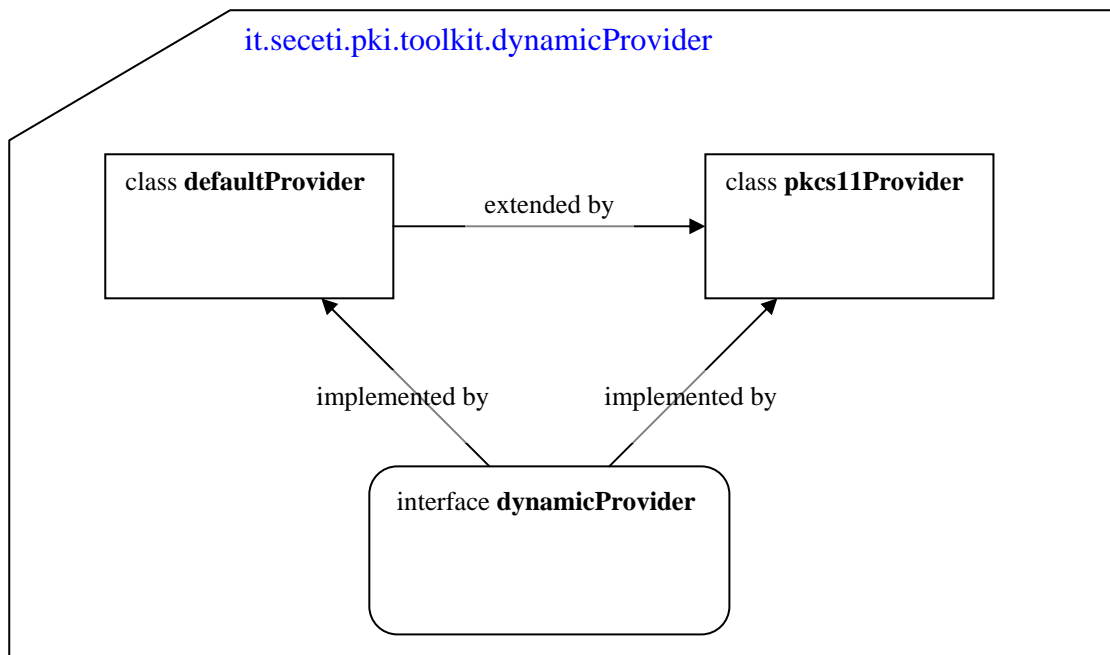 it.seceti.pki.toolkit.dynamicProvider
class defaultProvider
class pkcs11Provider
extended by
implemented by
implemented by
interface dynamicProvider